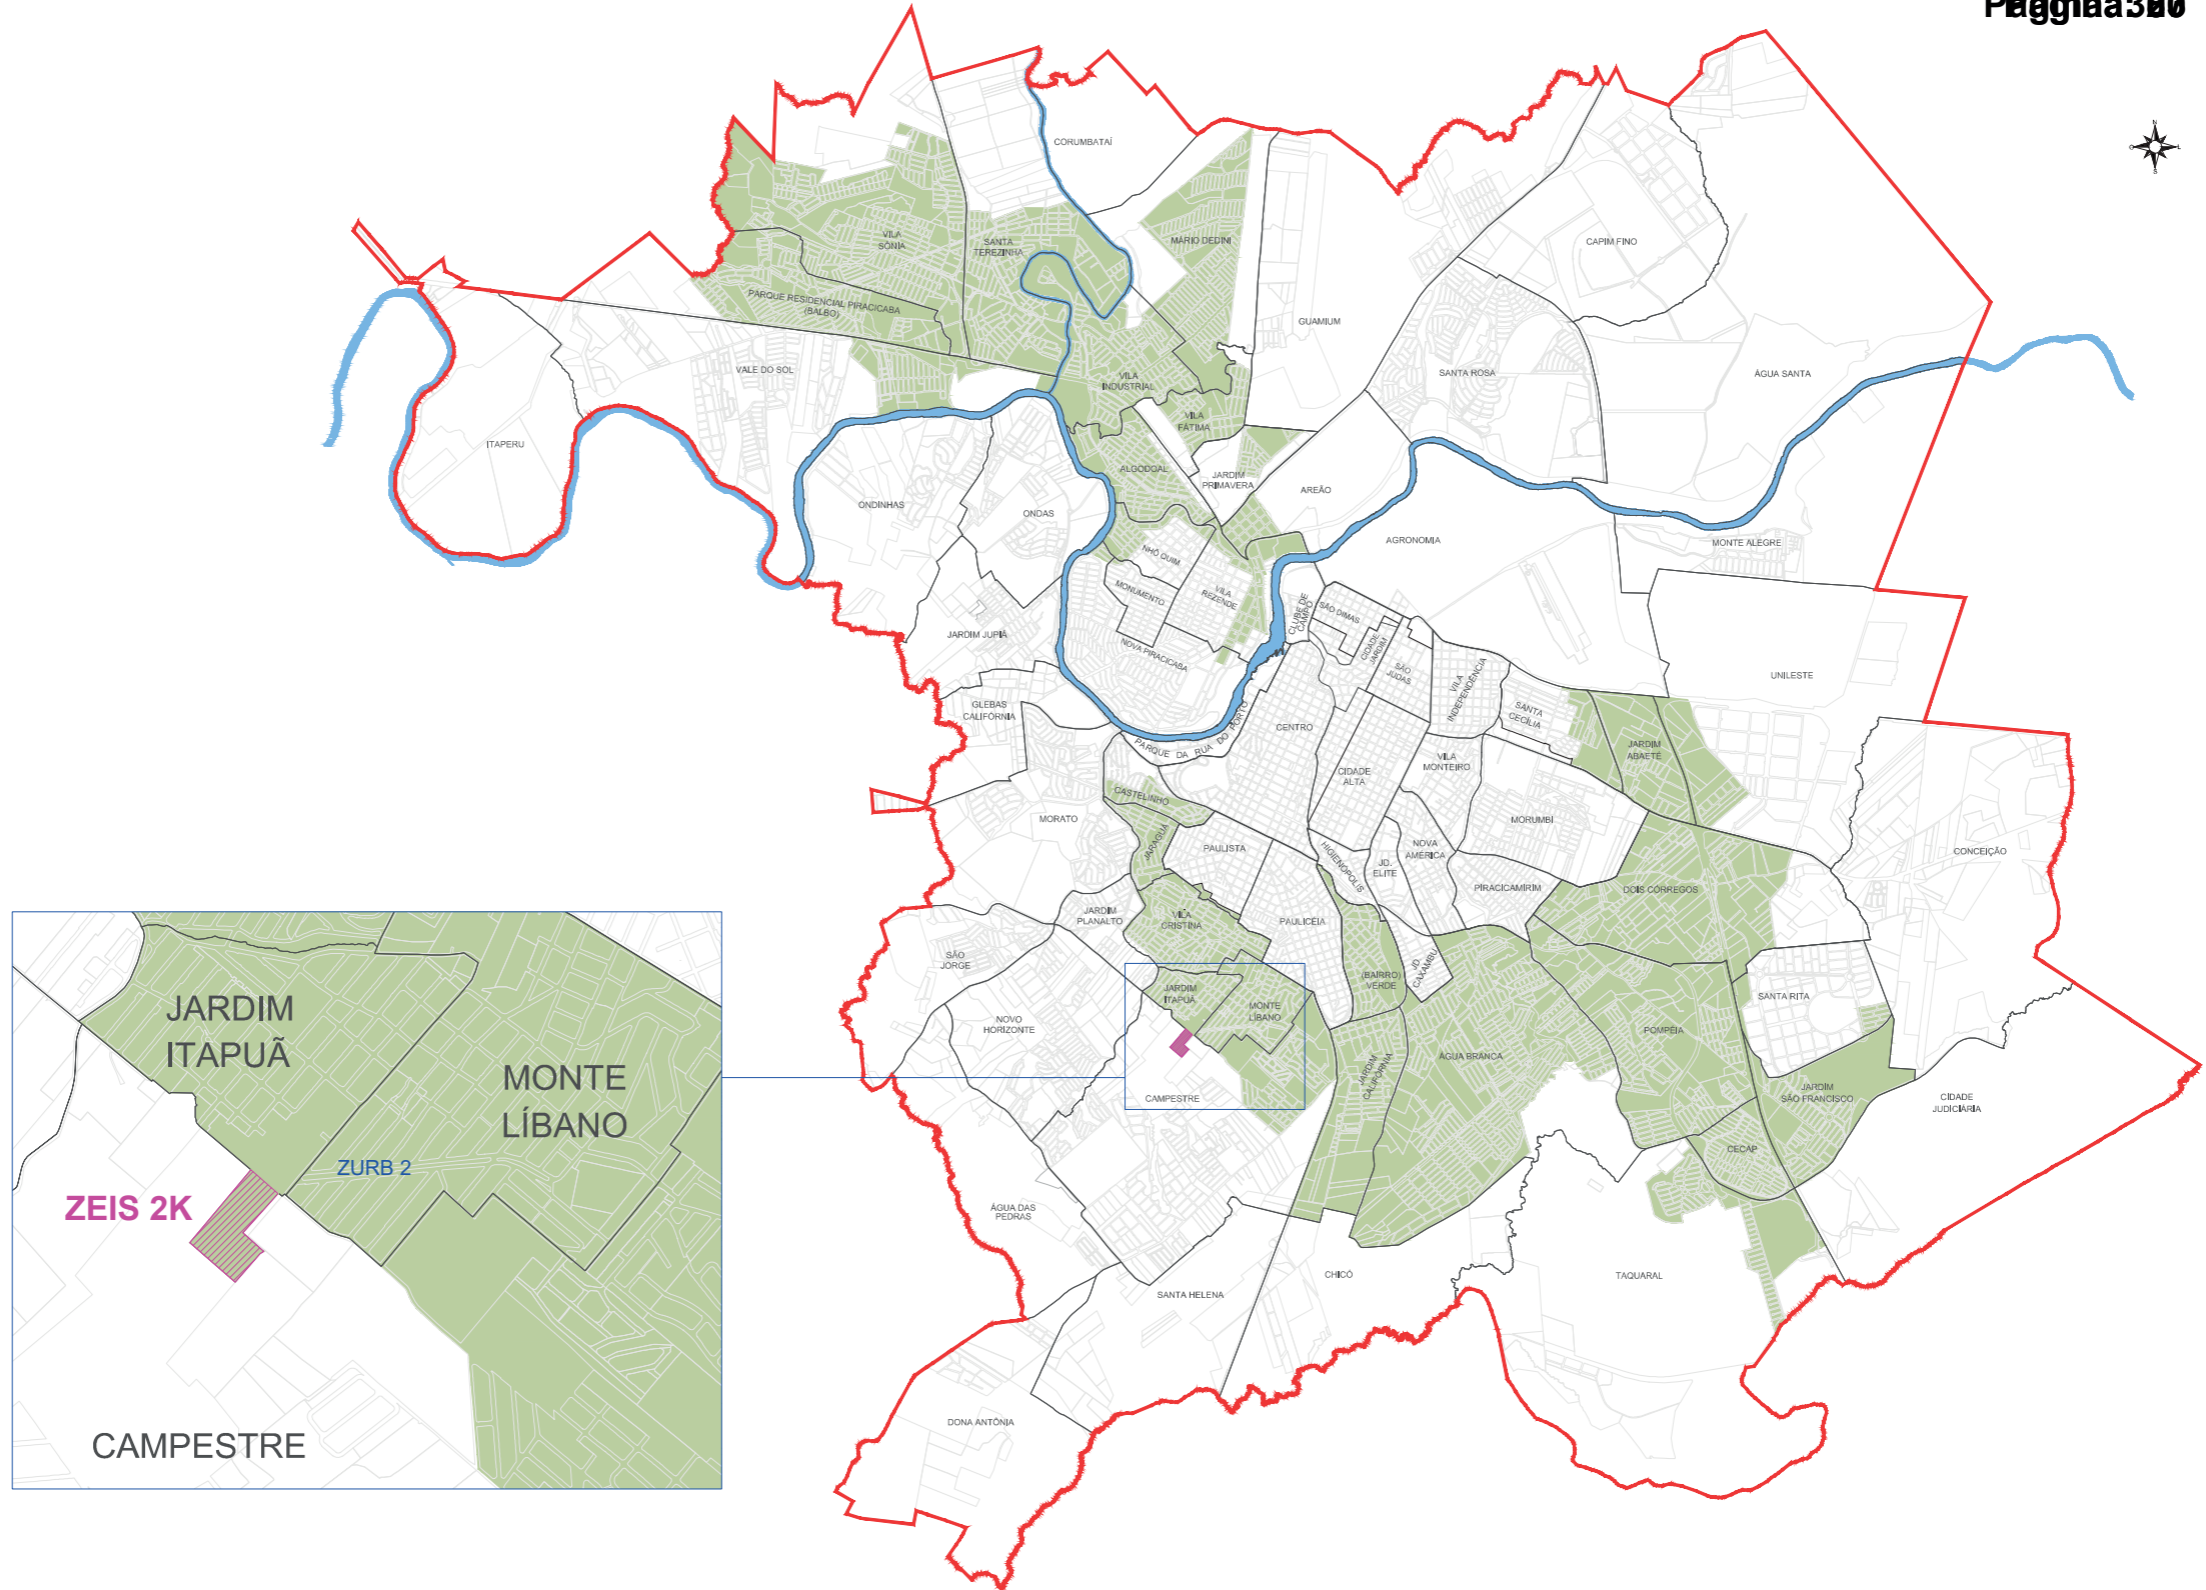 CORUMBATAÍ
VILA
SÔNIA
SANTA
TEREZINHA
MÁRIO DEDINI
CAPIM FINO
PARQUE RESIDENCIAL PIRACICABA
(BALBO)
GUAMIUM
VALE DO SOL
VILA
INDUSTRIAL
SANTA ROSA
ÁGUA SANTA
VILA
FÁTIMA
ITAPERU
ALGODOAL
JARDIM
PRIMAVERA
AREÃO
ONDINHAS
ONDAS
AGRONOMIA
MONTE ALEGRE
NHÔ QUIM
MONUMENTO
VILA
REZENDE
CLUBE DE
CAMPO
SÃO DIMAS
JARDIM JUPIÁ
NOVA PIRACICABA
CIDADE
JARDIM
SÃO
JUDAS
VILA
INDEPENDÊNCIA
UNILESTE
GLEBAS
CALIFÓRNIA
SANTA
CECÍLIA
PARQUE DA RUA DO PORTO
CENTRO
JARDIM
ABAETÉ
VILA
MONTEIRO
CIDADE
ALTA
CASTELINHO
MORATO
MORUMBI
JARAGUÁ
PAULISTA
HIGIENÓPOLIS
JD.
ELITE
NOVA
AMÉRICA
CONCEIÇÃO
PIRACICAMIRIM
DOIS CÓRREGOS
JARDIM
PLANALTO
VILA
CRISTINA
PAULICÉIA
SÃO
JORGE
(BAIRRO)
VERDE
JD.
CAXAMBU
JARDIM
ITAPUÃ
MONTE
LÍBANO
SANTA RITA
NOVO
HORIZONTE
POMPÉIA
ÁGUA BRANCA
JARDIM
CALIFÓRNIA
CAMPESTRE
JARDIM
SÃO FRANCISCO
CIDADE
JUDICIÁRIA
CECAP
ÁGUA DAS
PEDRAS
SANTA HELENA
CHICÓ
TAQUARAL
DONA ANTÔNIA
JARDIM
ITAPUÃ
MONTE
LÍBANO
ZURB 2
ZEIS 2K
CAMPESTRE